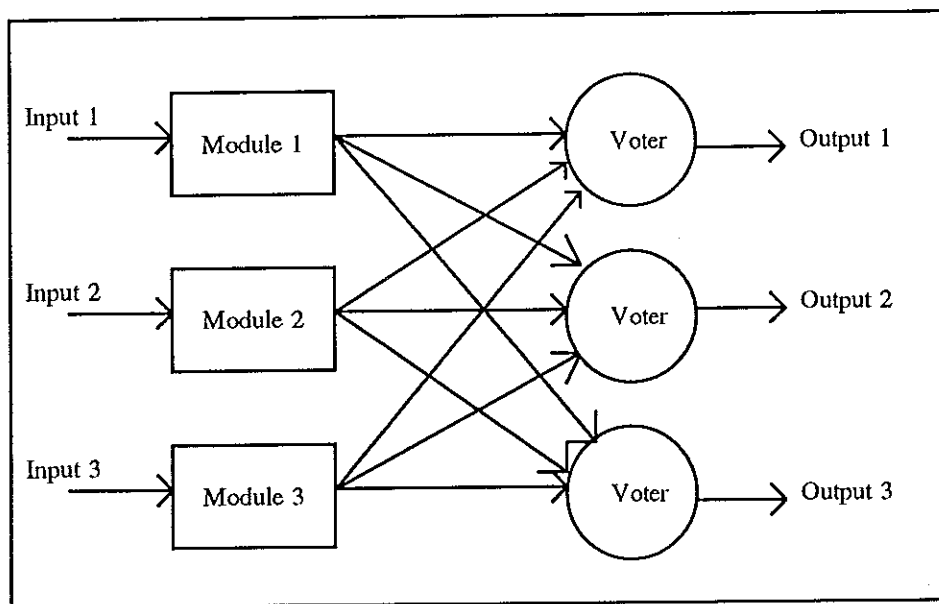 Input 1
Module 1
Voter
Output 1
Input 2
Module 2
Voter
Output 2
Input 3
Module 3
Voter
Output 3